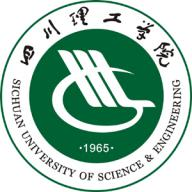 四川理工学院
SICHUAN UNIVERSITY OF SCIENCE & ENGINEERING
·1965·